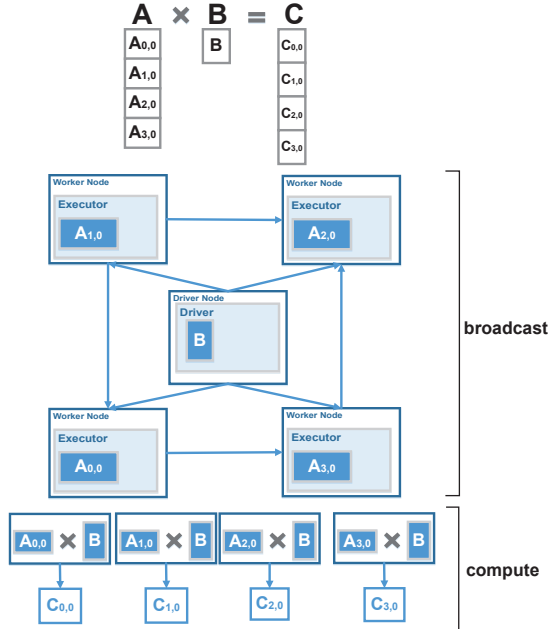 A × B = C
A0,0 B C0,0
A1,0 C1,0
A2,0 C2,0
A3,0 C3,0
Worker Node Worker Node
Executor Executor
A1,0 A2,0
Driver Node
Driver
B
broadcast
Worker Node Worker Node
Executor Executor
A0,0 A3,0
A0,0 × B A1,0 × B A2,0 × B A3,0 × B
compute
C0,0 C1,0 C2,0 C3,0